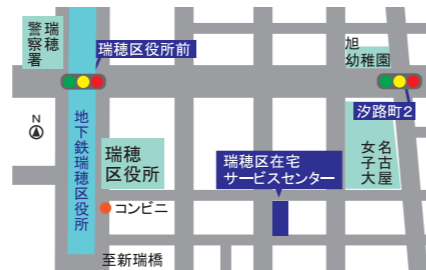 瑞穂
警察署
瑞穂区役所前
旭
幼稚園
汐路町2
N
地下鉄瑞穂区役所
瑞穂
区役所
瑞穂区在宅
サービスセンター
名古屋
女子大
コンビニ
至新瑞橋